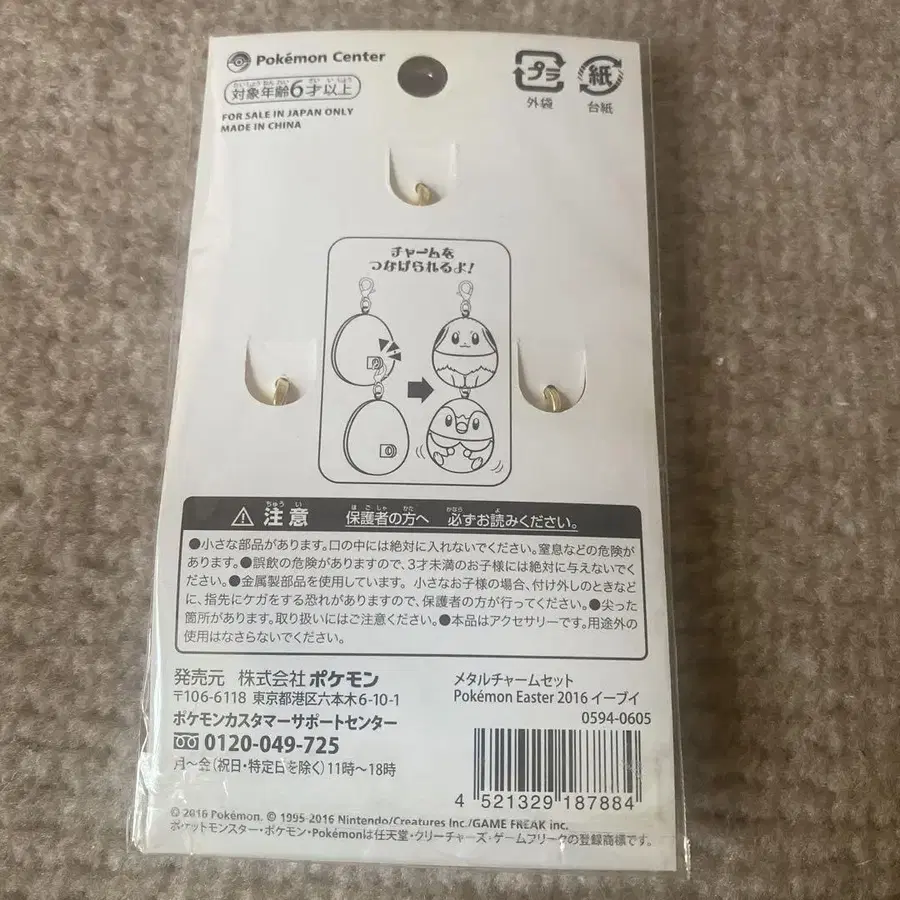 Pokémon Center
対象年齢6才以上
FOR SALE IN JAPAN ONLY
MADE IN CHINA
プラ
外袋
紙
台紙
チャームを
つなげられるよ!
注意 保護者の方へ 必ずお読みください。
●小さな部品があります。口の中には絶対に入れないでください。窒息などの危険が
あります。●誤飲の危険がありますので、3才未満のお子様には絶対に与えないでく
ださい。●金属製部品を使用しています。小さなお子様の場合、付け外しのときなど
に、指先にケガをする恐れがありますので、保護者の方が行ってください。●尖った
箇所があります。取り扱いにはご注意ください。●本品はアクセサリーです。用途外の
使用はなさらないでください。
発売元 株式会社ポケモン
〒106-6118 東京都港区六本木6-10-1
ポケモンカスタマーサポートセンター
0120-049-725
月~金(祝日・特定日を除く)11時~18時
メタルチャームセット
Pokémon Easter 2016 イーブイ
0594-0605
4 521329 187884
© 2016 Pokémon. © 1995-2016 Nintendo/Creatures Inc./GAME FREAK inc.
ポケットモンスター・ポケモン・Pokémonは任天堂・クリーチャーズ・ゲームフリークの登録商標です。